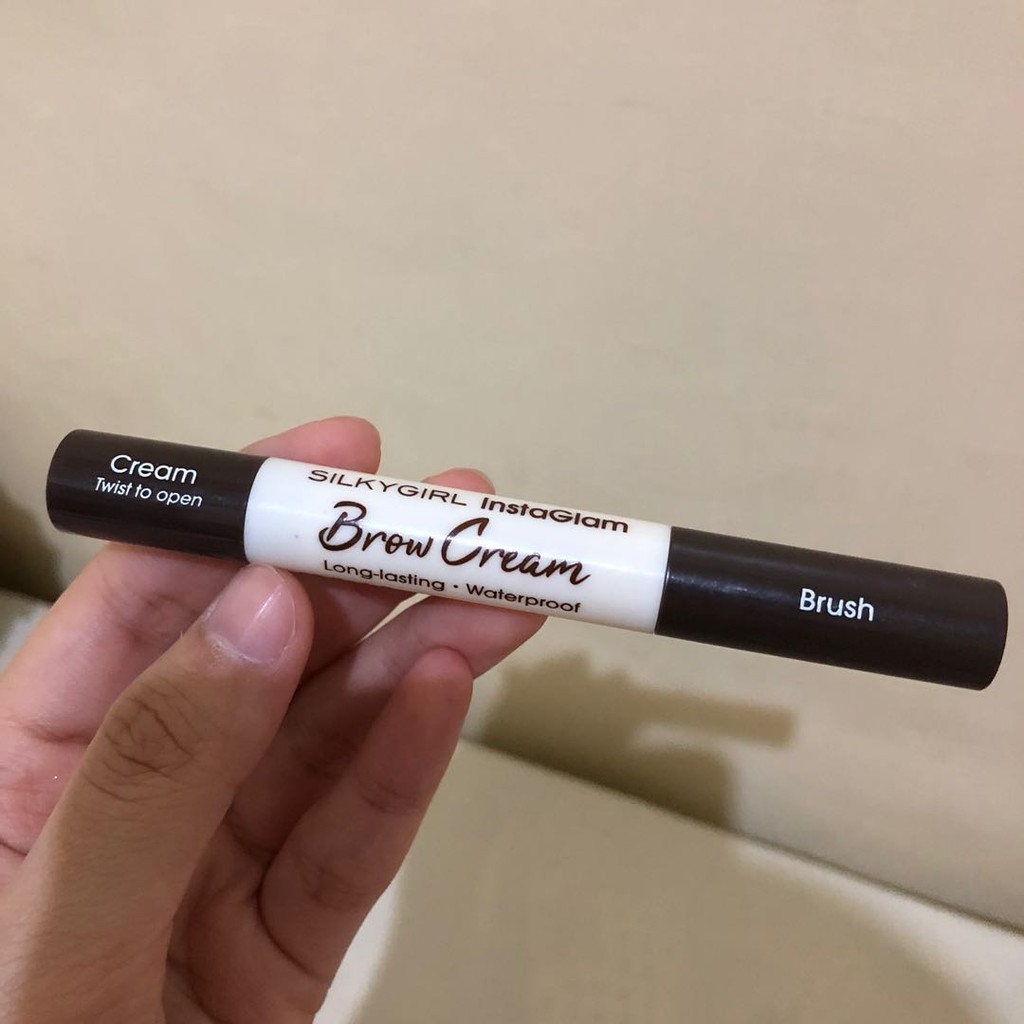 Cream
Twist to open
SILKYGIRL InstaGlam
Brow Cream
Long-lasting • Waterproof
Brush